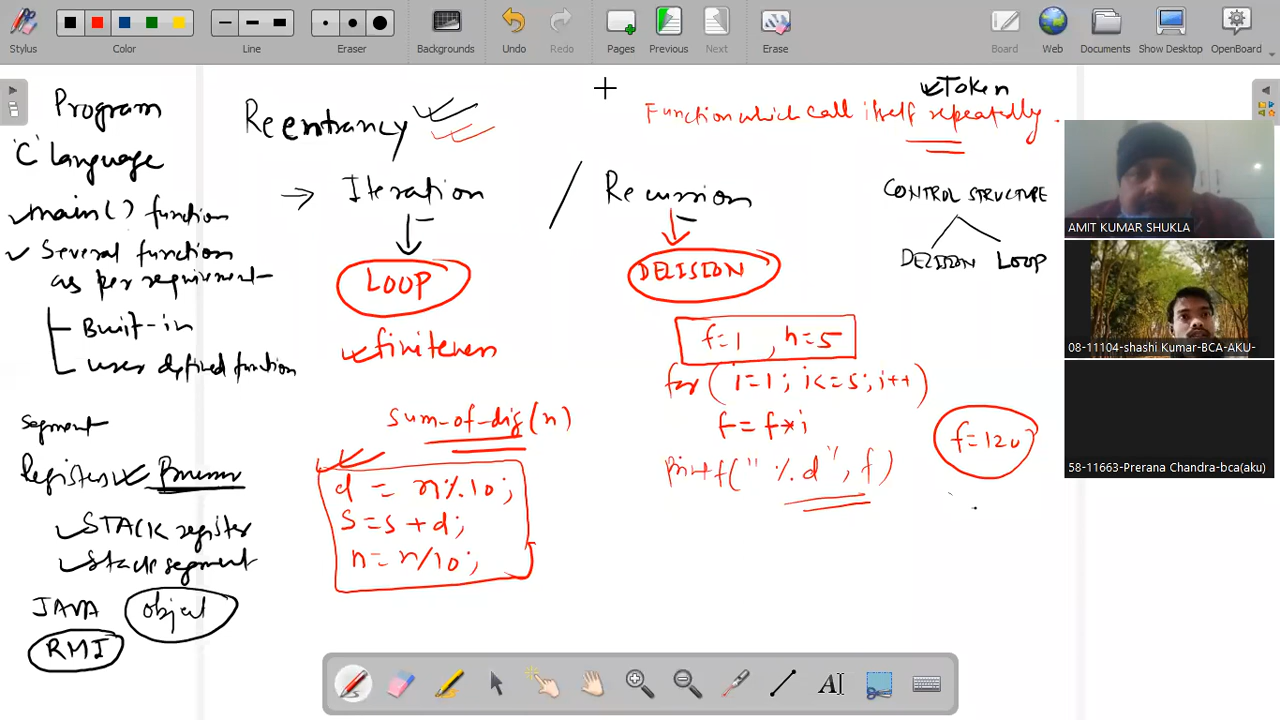 Stylus
Color
Line
Eraser
Backgrounds
Undo
Redo
Pages
Previous
Next
Erase
Board
Web
Documents
Show Desktop
OpenBoard
Program
'C' language
main() function
Several function
as per requirement
Built-in
user defined function
segment
Registers
STACK register
Stack segment
JAVA
object
RMI
Reentrancy
Iteration / Recursion
LOOP
finiteness
sum-of-dig(n)
d = n%10;
S=S+d;
n=n/10;
DECISION
f=1, n=5
for(i=1; i<=5; i++)
f=f*i
printf("%d", f)
f=120
Token
Function which call itself repeatedly.
CONTROL STRUCTURE
DECISION LOOP
AMIT KUMAR SHUKLA
08-11104-shashi Kumar-BCA-AKU-
58-11663-Prerana Chandra-bca(aku)